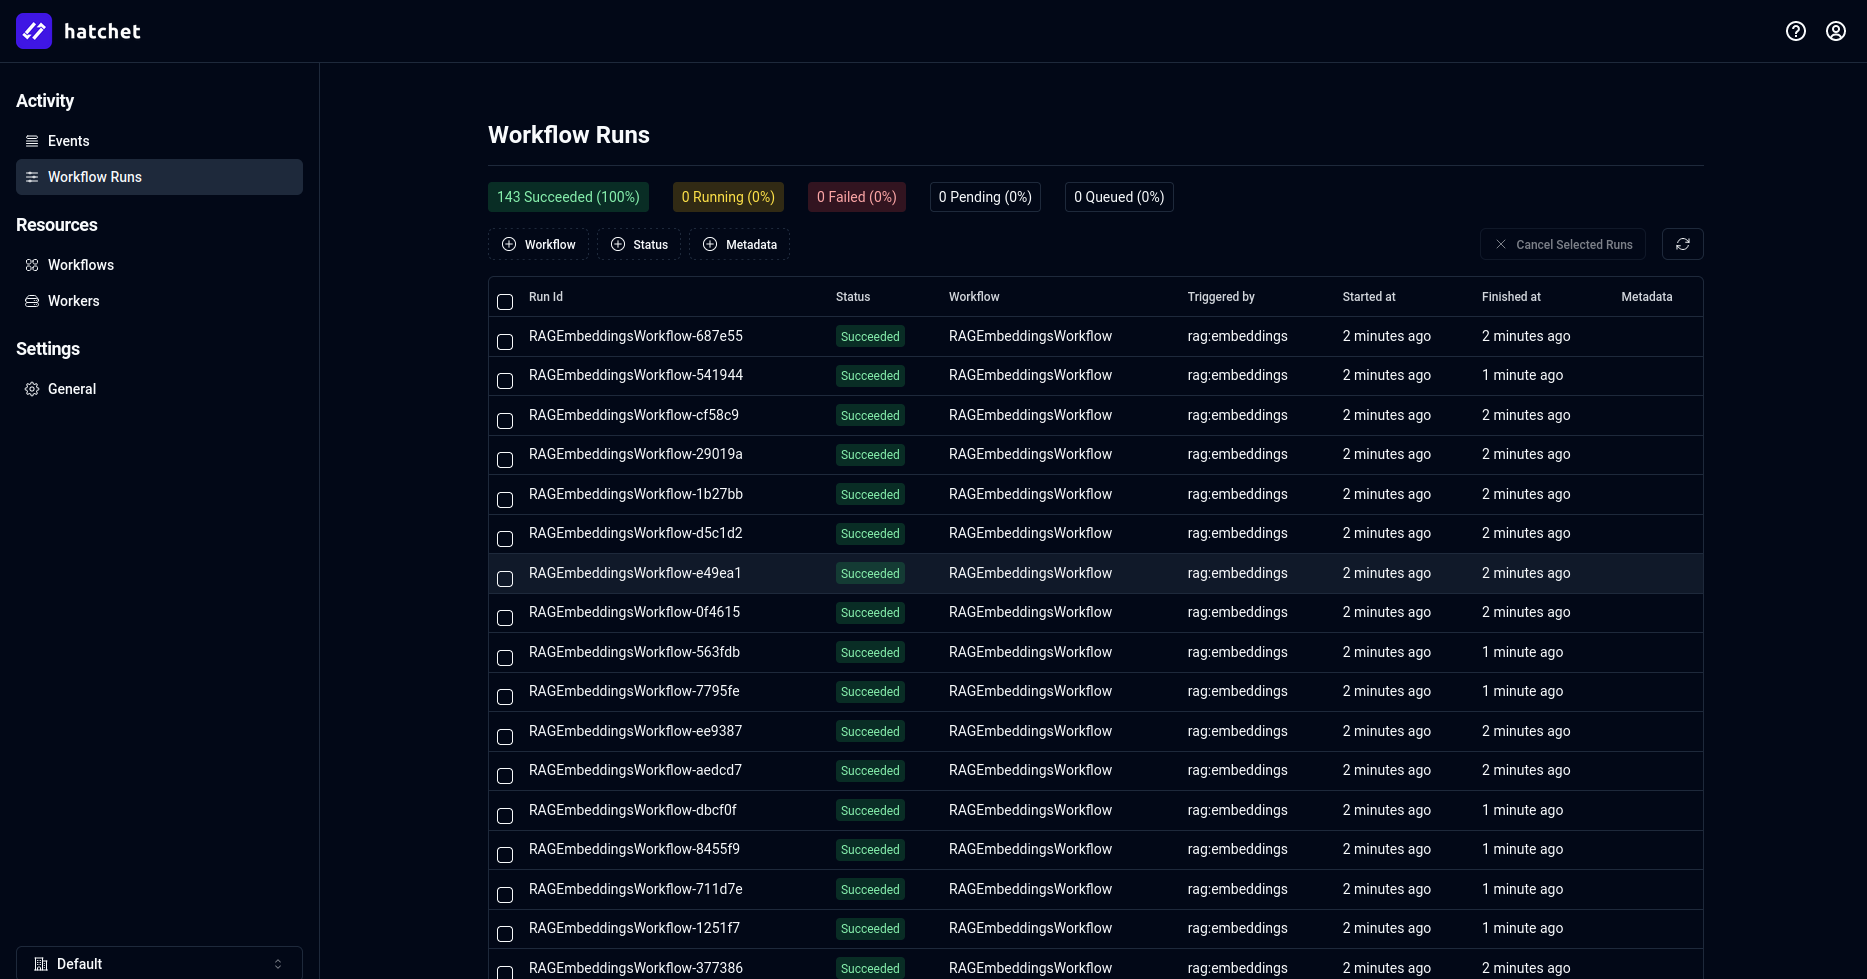 hatchet
Activity
Events
Workflow Runs
Resources
Workflows
Workers
Settings
General
Default
Workflow Runs
143 Succeeded (100%) 0 Running (0%) 0 Failed (0%) 0 Pending (0%) 0 Queued (0%)
Workflow Status Metadata Cancel Selected Runs
Run Id Status Workflow Triggered by Started at Finished at Metadata
RAGEmbeddingsWorkflow-687e55 Succeeded RAGEmbeddingsWorkflow rag:embeddings 2 minutes ago 2 minutes ago
RAGEmbeddingsWorkflow-541944 Succeeded RAGEmbeddingsWorkflow rag:embeddings 2 minutes ago 1 minute ago
RAGEmbeddingsWorkflow-cf58c9 Succeeded RAGEmbeddingsWorkflow rag:embeddings 2 minutes ago 2 minutes ago
RAGEmbeddingsWorkflow-29019a Succeeded RAGEmbeddingsWorkflow rag:embeddings 2 minutes ago 2 minutes ago
RAGEmbeddingsWorkflow-1b27bb Succeeded RAGEmbeddingsWorkflow rag:embeddings 2 minutes ago 2 minutes ago
RAGEmbeddingsWorkflow-d5c1d2 Succeeded RAGEmbeddingsWorkflow rag:embeddings 2 minutes ago 2 minutes ago
RAGEmbeddingsWorkflow-e49ea1 Succeeded RAGEmbeddingsWorkflow rag:embeddings 2 minutes ago 2 minutes ago
RAGEmbeddingsWorkflow-0f4615 Succeeded RAGEmbeddingsWorkflow rag:embeddings 2 minutes ago 2 minutes ago
RAGEmbeddingsWorkflow-563fdb Succeeded RAGEmbeddingsWorkflow rag:embeddings 2 minutes ago 1 minute ago
RAGEmbeddingsWorkflow-7795fe Succeeded RAGEmbeddingsWorkflow rag:embeddings 2 minutes ago 1 minute ago
RAGEmbeddingsWorkflow-ee9387 Succeeded RAGEmbeddingsWorkflow rag:embeddings 2 minutes ago 2 minutes ago
RAGEmbeddingsWorkflow-aedcd7 Succeeded RAGEmbeddingsWorkflow rag:embeddings 2 minutes ago 2 minutes ago
RAGEmbeddingsWorkflow-dbcf0f Succeeded RAGEmbeddingsWorkflow rag:embeddings 2 minutes ago 1 minute ago
RAGEmbeddingsWorkflow-8455f9 Succeeded RAGEmbeddingsWorkflow rag:embeddings 2 minutes ago 1 minute ago
RAGEmbeddingsWorkflow-711d7e Succeeded RAGEmbeddingsWorkflow rag:embeddings 2 minutes ago 1 minute ago
RAGEmbeddingsWorkflow-1251f7 Succeeded RAGEmbeddingsWorkflow rag:embeddings 2 minutes ago 1 minute ago
RAGEmbeddingsWorkflow-377386 Succeeded RAGEmbeddingsWorkflow rag:embeddings 2 minutes ago 2 minutes ago